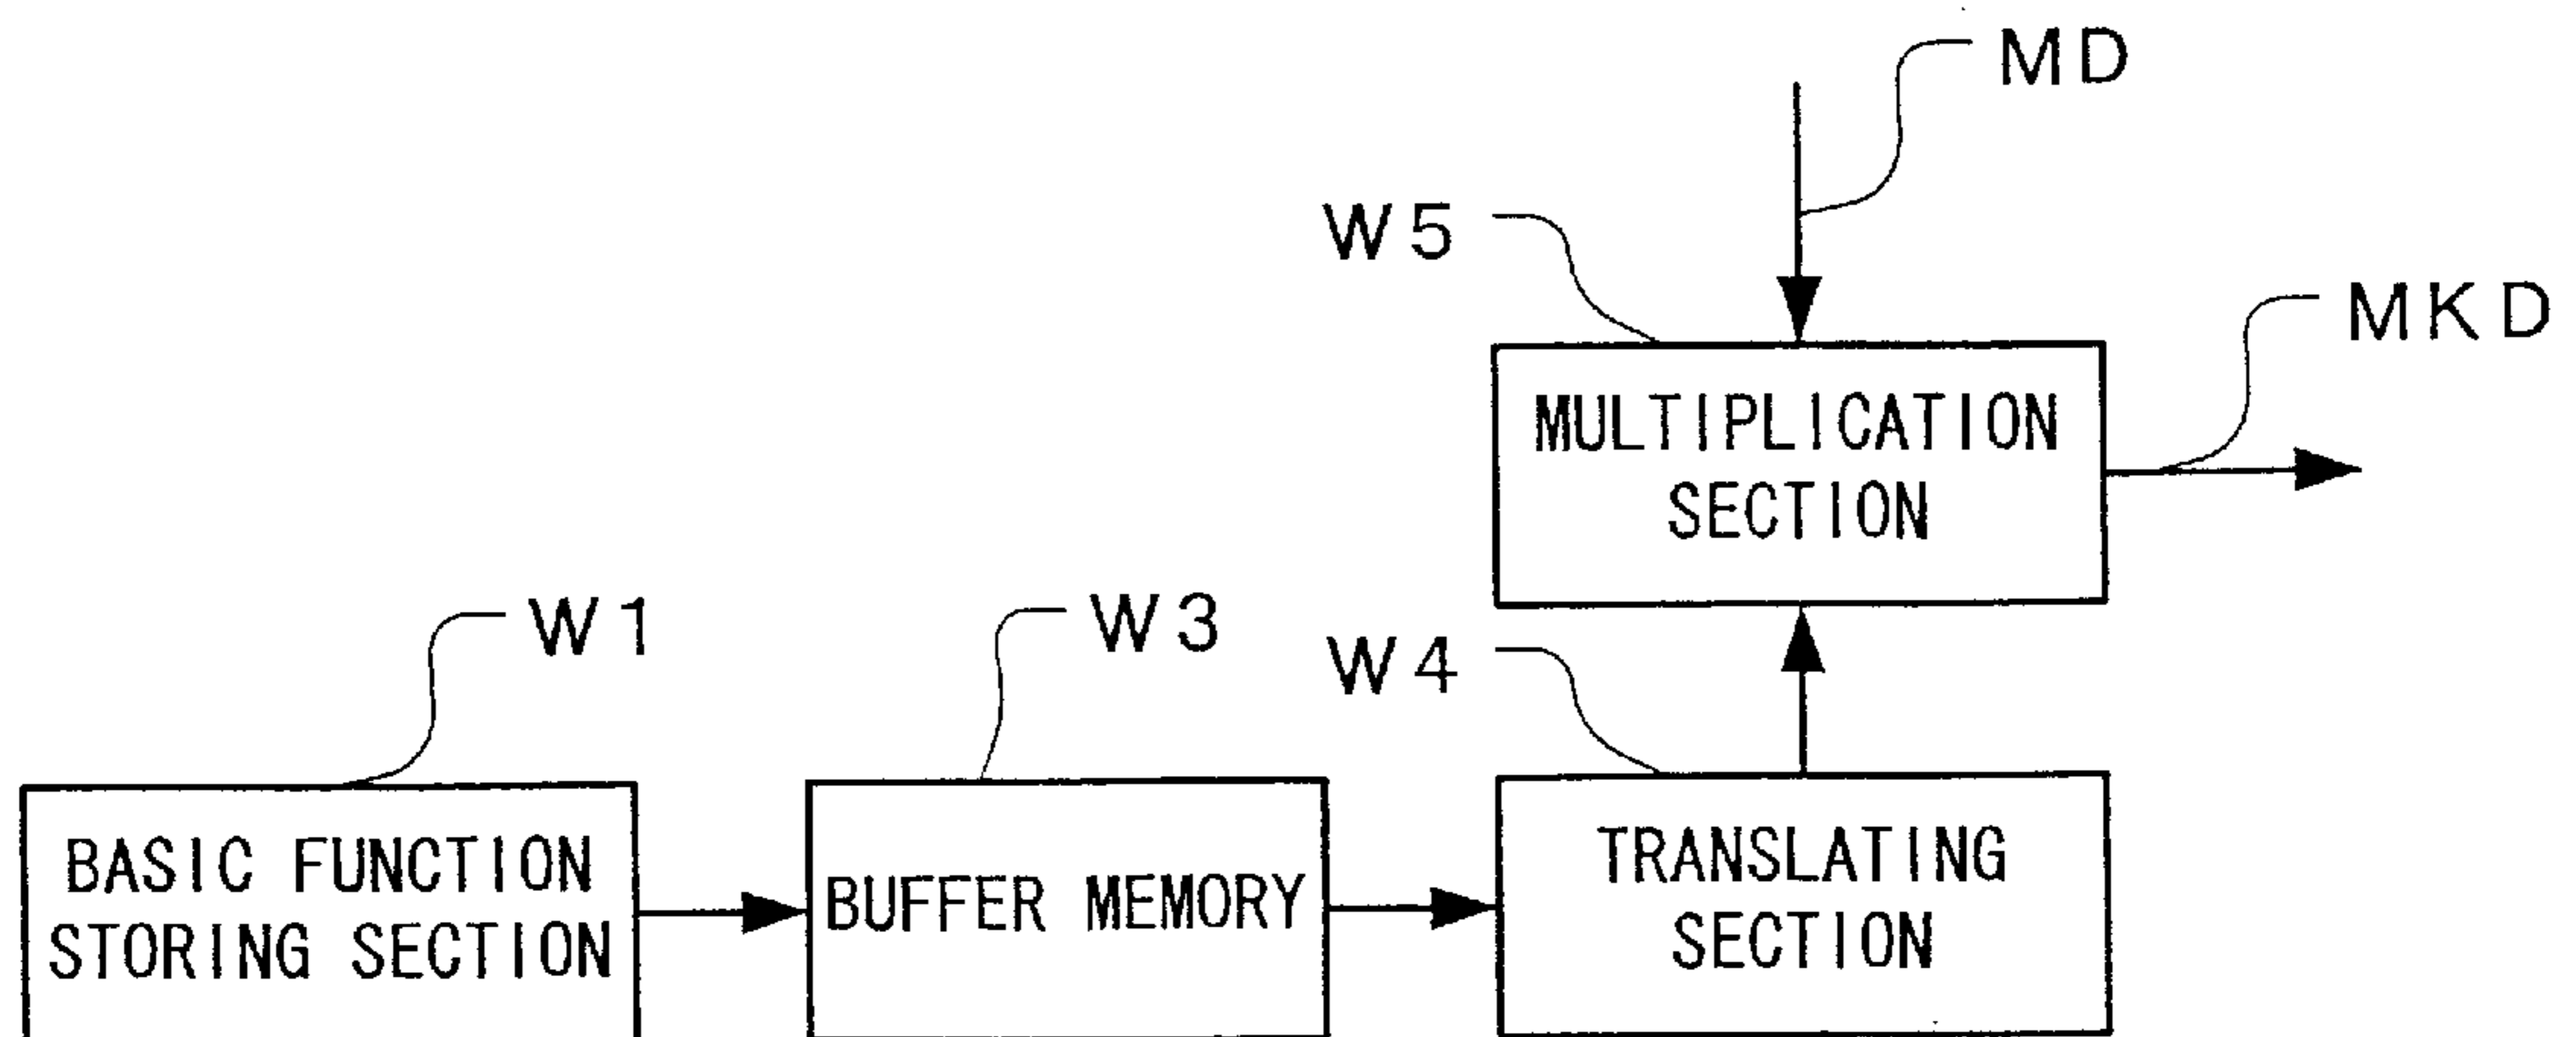 MD
W5
MKD
MULTIPLICATION
SECTION
W1
W3
W4
BASIC FUNCTION
STORING SECTION
BUFFER MEMORY
TRANSLATING
SECTION